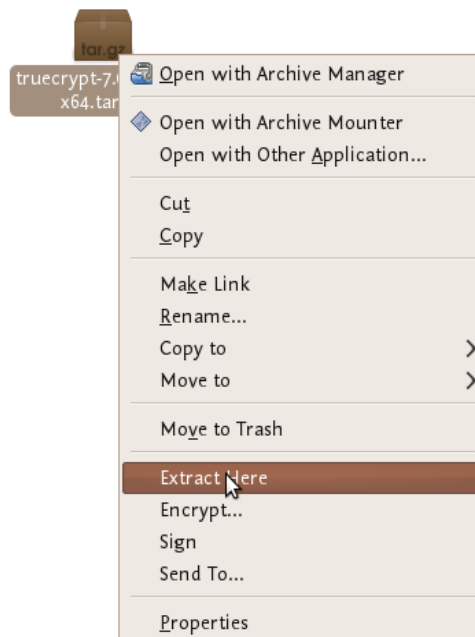 tar.gz
truecrypt-7.
x64.tar
Open with Archive Manager
Open with Archive Mounter
Open with Other Application...
Cut
Copy
Make Link
Rename...
Copy to
Move to
Move to Trash
Extract Here
Encrypt...
Sign
Send To...
Properties